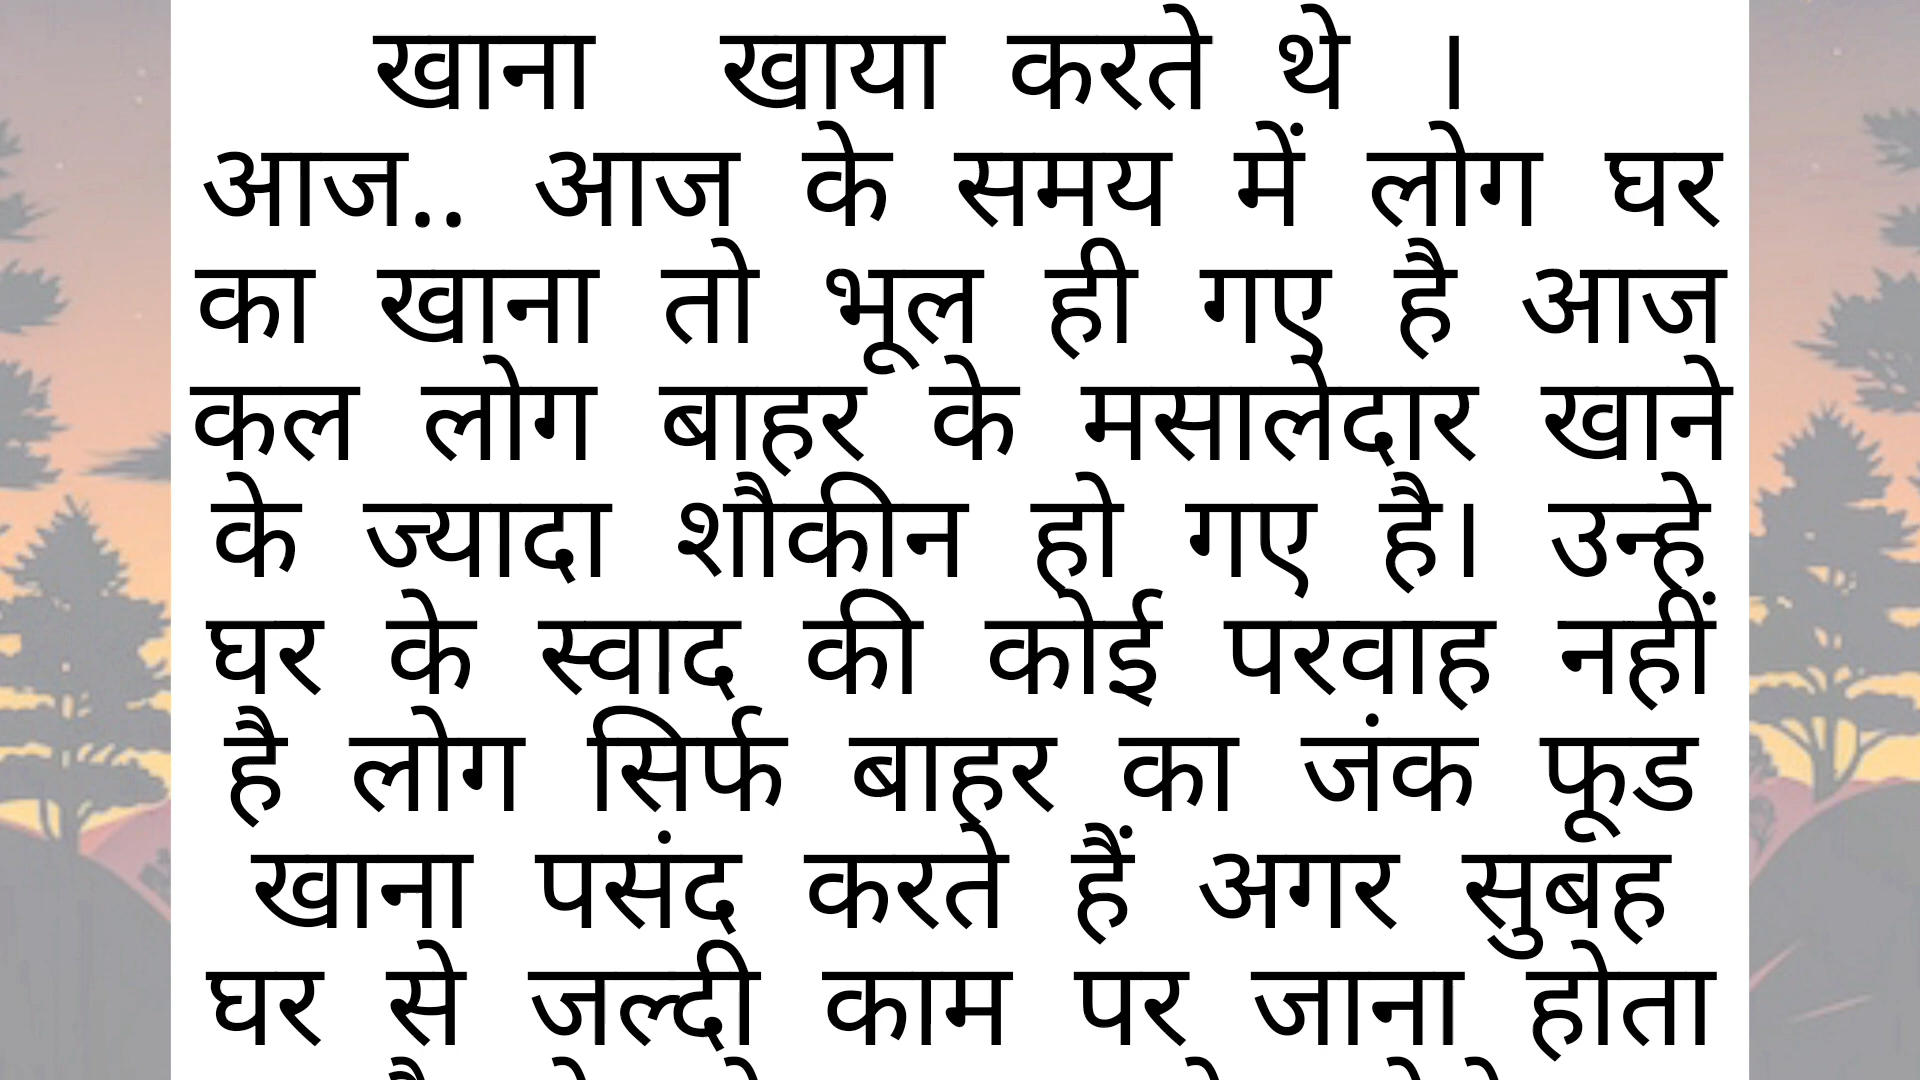 खाना खाया करते थे ।
आज.. आज के समय में लोग घर
का खाना तो भूल ही गए है आज
कल लोग बाहर के मसालेदार खाने
के ज्यादा शौकीन हो गए है। उन्हे
घर के स्वाद की कोई परवाह नहीं
है लोग सिर्फ बाहर का जंक फूड
खाना पसंद करते हैं अगर सुबह
घर से जल्दी काम पर जाना होता